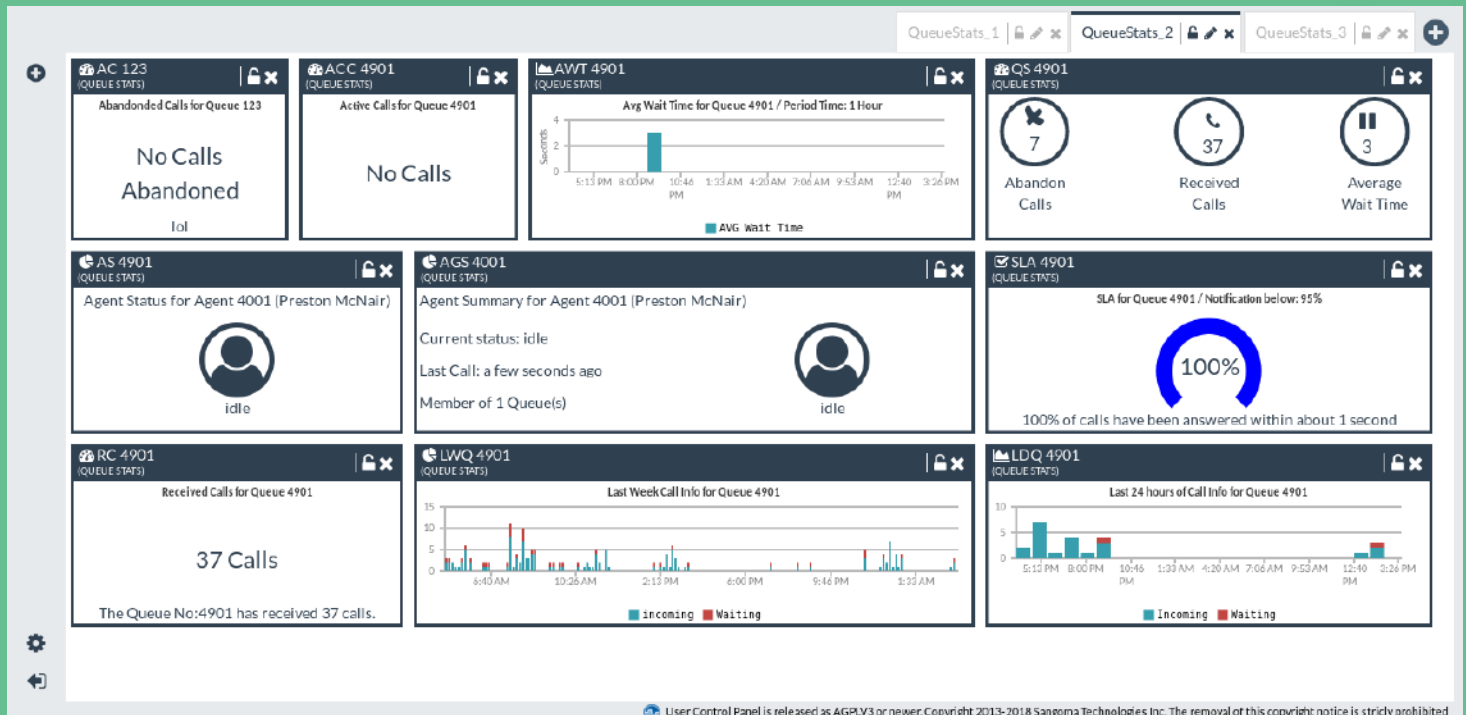 QueueStats_1 QueueStats_2 QueueStats_3
AC 123
(QUEUE STATS)
Abandonded Calls for Queue 123
No Calls
Abandoned
lol
ACC 4901
(QUEUE STATS)
Active Calls for Queue 4901
No Calls
AWT 4901
(QUEUE STATS)
Avg Wait Time for Queue 4901 / Period Time: 1 Hour
Seconds
4
2
0
5:13 PM 8:00 PM 10:46 PM 1:33 AM 4:20 AM 7:06 AM 9:53 AM 12:40 PM 3:26 PM
AVG Wait Time
QS 4901
(QUEUE STATS)
7 37 3
Abandon Calls
Received Calls
Average Wait Time
AS 4901
(QUEUE STATS)
Agent Status for Agent 4001 (Preston McNair)
idle
AGS 4001
(QUEUE STATS)
Agent Summary for Agent 4001 (Preston McNair)
Current status: idle
Last Call: a few seconds ago
Member of 1 Queue(s)
idle
SLA 4901
(QUEUE STATS)
SLA for Queue 4901 / Notification below: 95%
100%
100% of calls have been answered within about 1 second
RC 4901
(QUEUE STATS)
Received Calls for Queue 4901
37 Calls
The Queue No:4901 has received 37 calls.
LWQ 4901
(QUEUE STATS)
Last Week Call Info for Queue 4901
15
10
5
0
6:40 AM 10:26 AM 2:13 PM 6:00 PM 9:46 PM 1:33 AM
incoming Waiting
LDQ 4901
(QUEUE STATS)
Last 24 hours of Call Info for Queue 4901
10
5
0
5:13 PM 8:00 PM 10:46 PM 1:33 AM 4:20 AM 7:06 AM 9:53 AM 12:40 PM 3:26 PM
Incoming Waiting
User Control Panel is released as AGPLV3 or newer. Copyright 2013-2018 Sangoma Technologies Inc. The removal of this copyright notice is stricly prohibited